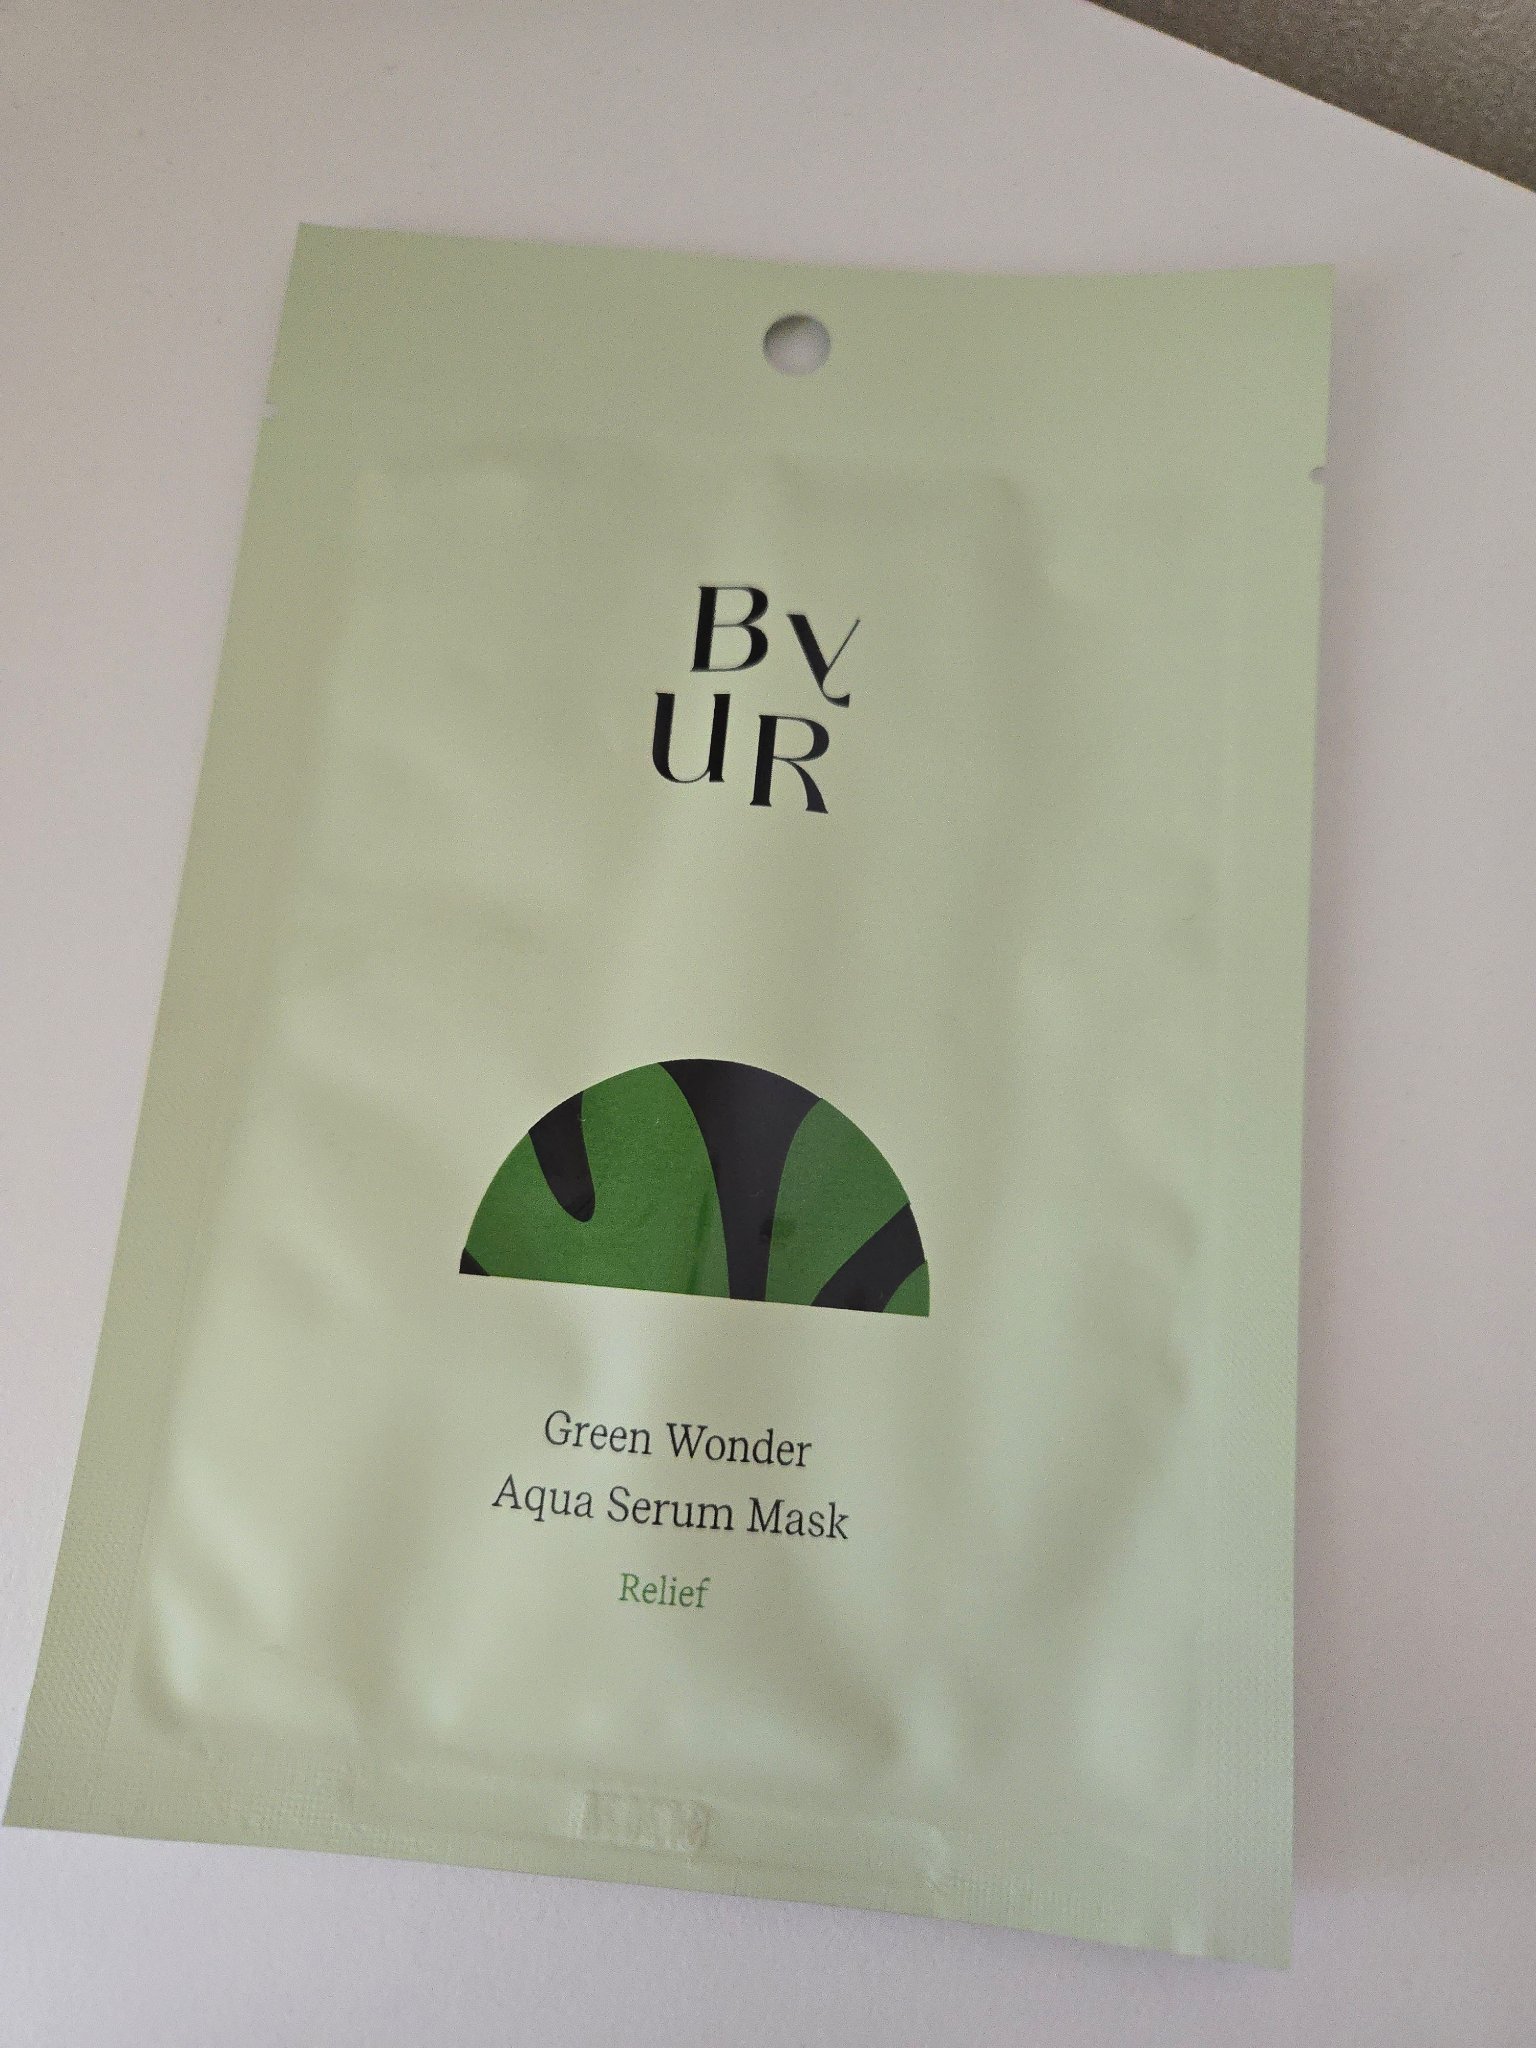 By
UR
Green Wonder
Aqua Serum Mask
Relief